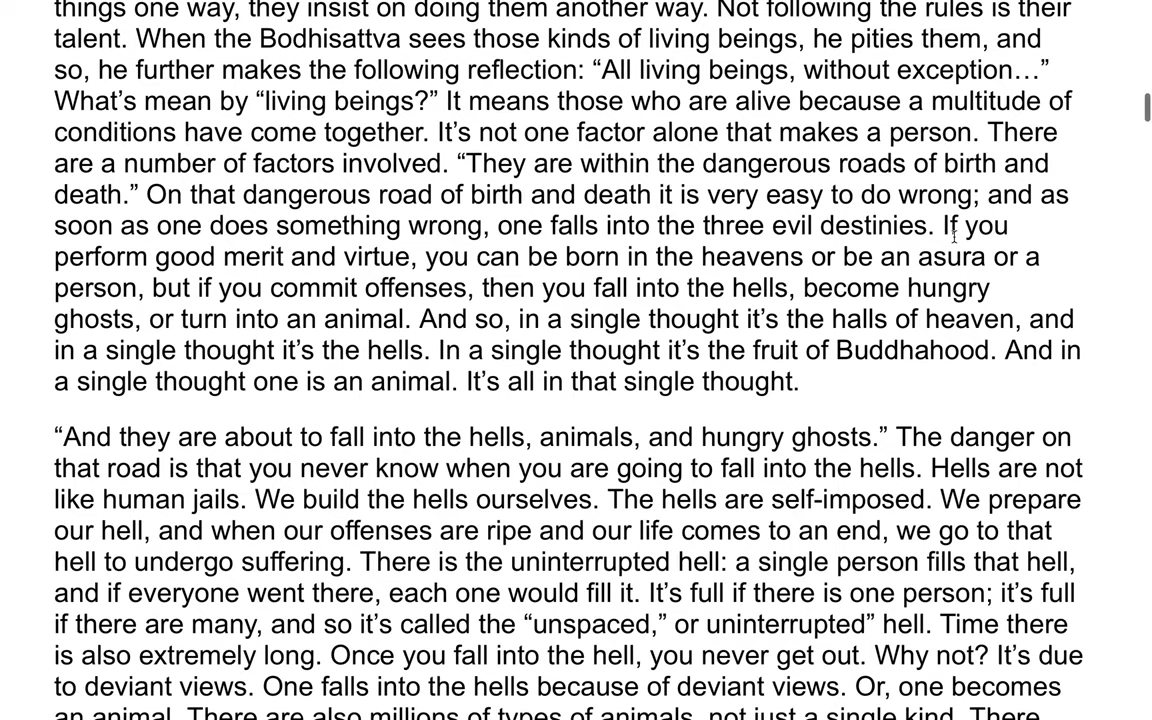 things one way, they insist on doing them another way. Not following the rules is their
talent. When the Bodhisattva sees those kinds of living beings, he pities them, and
so, he further makes the following reflection: “All living beings, without exception…”
What’s mean by “living beings?” It means those who are alive because a multitude of
conditions have come together. It’s not one factor alone that makes a person. There
are a number of factors involved. “They are within the dangerous roads of birth and
death.” On that dangerous road of birth and death it is very easy to do wrong; and as
soon as one does something wrong, one falls into the three evil destinies. If you
perform good merit and virtue, you can be born in the heavens or be an asura or a
person, but if you commit offenses, then you fall into the hells, become hungry
ghosts, or turn into an animal. And so, in a single thought it’s the halls of heaven, and
in a single thought it’s the hells. In a single thought it’s the fruit of Buddhahood. And in
a single thought one is an animal. It’s all in that single thought.
“And they are about to fall into the hells, animals, and hungry ghosts.” The danger on
that road is that you never know when you are going to fall into the hells. Hells are not
like human jails. We build the hells ourselves. The hells are self-imposed. We prepare
our hell, and when our offenses are ripe and our life comes to an end, we go to that
hell to undergo suffering. There is the uninterrupted hell: a single person fills that hell,
and if everyone went there, each one would fill it. It’s full if there is one person; it’s full
if there are many, and so it’s called the “unspaced,” or uninterrupted” hell. Time there
is also extremely long. Once you fall into the hell, you never get out. Why not? It’s due
to deviant views. One falls into the hells because of deviant views. Or, one becomes
an animal. There are also millions of types of animals, not just a single kind. There